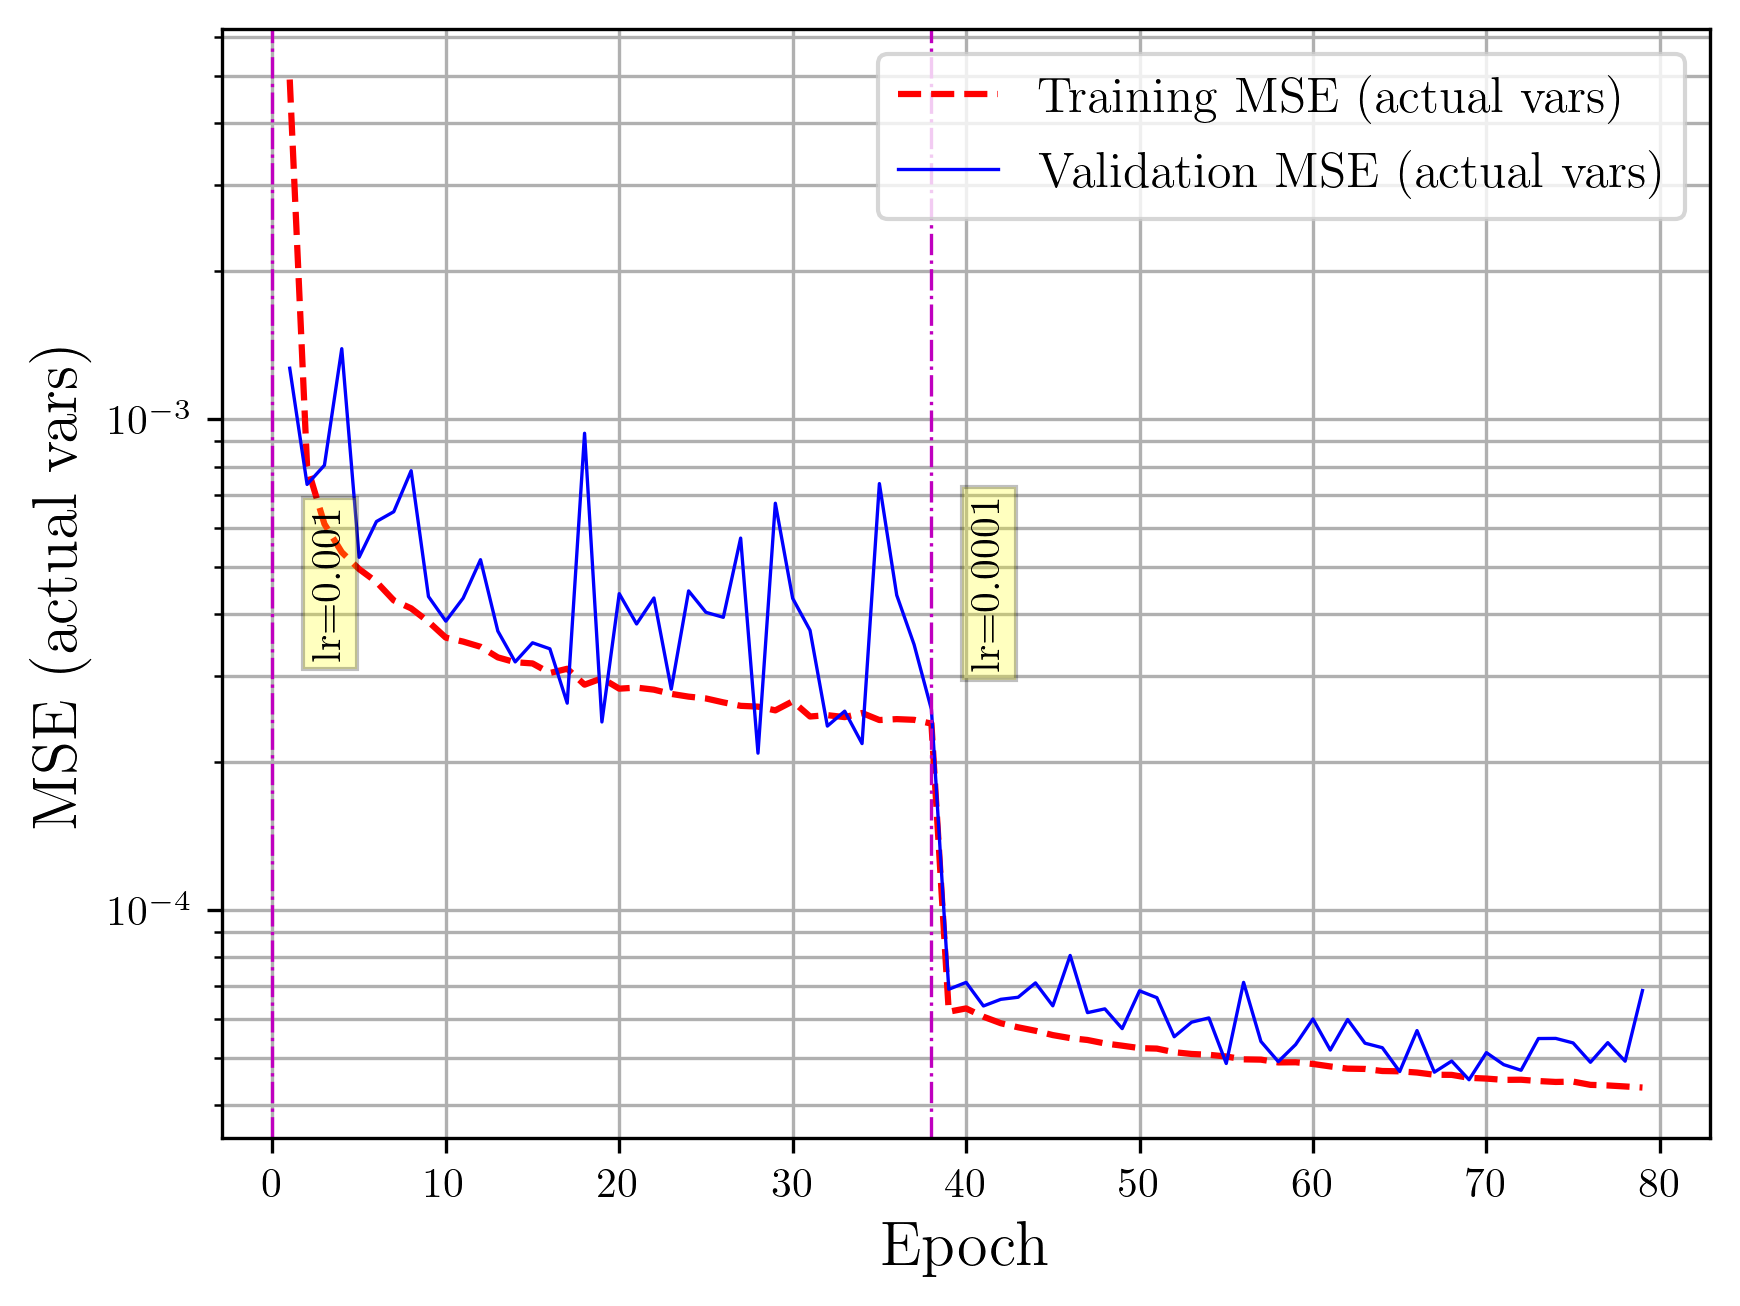 Training MSE (actual vars)
Validation MSE (actual vars)
MSE (actual vars)
10⁻³
10⁻⁴
lr=0.001
lr=0.0001
0 10 20 30 40 50 60 70 80
Epoch